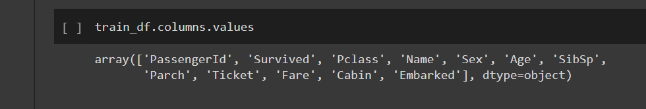 [ ] train_df.columns.values
array(['PassengerId', 'Survived', 'Pclass', 'Name', 'Sex', 'Age', 'SibSp',
'Parch', 'Ticket', 'Fare', 'Cabin', 'Embarked'], dtype=object)